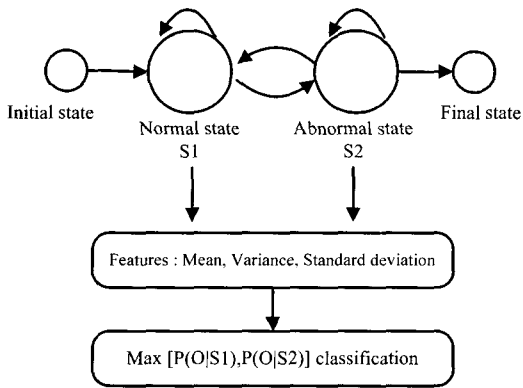 Initial state
Normal state
S1
Abnormal state
S2
Final state
Features : Mean, Variance, Standard deviation
Max [P(O|S1),P(O|S2)] classification